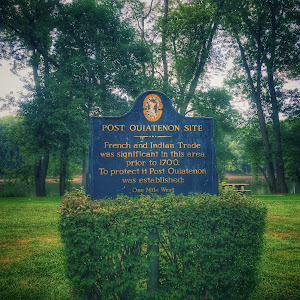 POST OUIATENON SITE
French and Indian Trade
was significant in this area
prior to 1700.
To protect it Post Ouiatenon
was established:
One Mile West